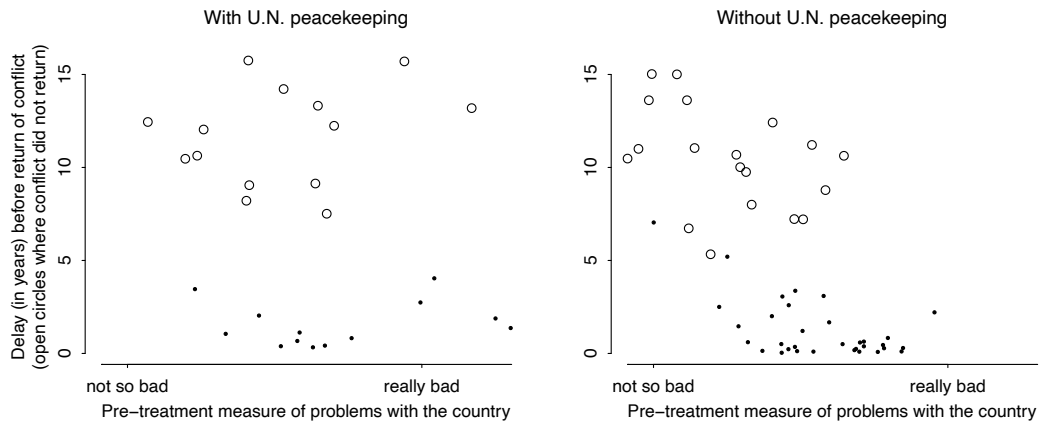 With U.N. peacekeeping
Delay (in years) before return of conflict
(open circles where conflict did not return)
15
10
5
0
not so bad
really bad
Pre−treatment measure of problems with the country
Without U.N. peacekeeping
15
10
5
0
not so bad
really bad
Pre−treatment measure of problems with the country